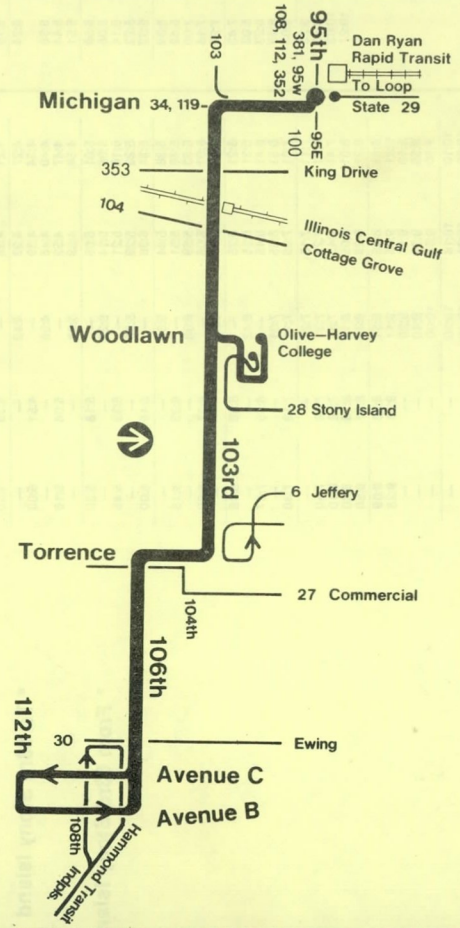 95th
381, 95W
108, 112, 352
Dan Ryan
Rapid Transit
To Loop
State 29
103
Michigan 34, 119
95E
100
353
King Drive
104
Illinois Central Gulf
Cottage Grove
Woodlawn
Olive–Harvey
College
28 Stony Island
103rd
6 Jeffery
Torrence
27 Commercial
104th
106th
112th
30
Ewing
Avenue C
Avenue B
108th
Hammond Transit
Indpls.